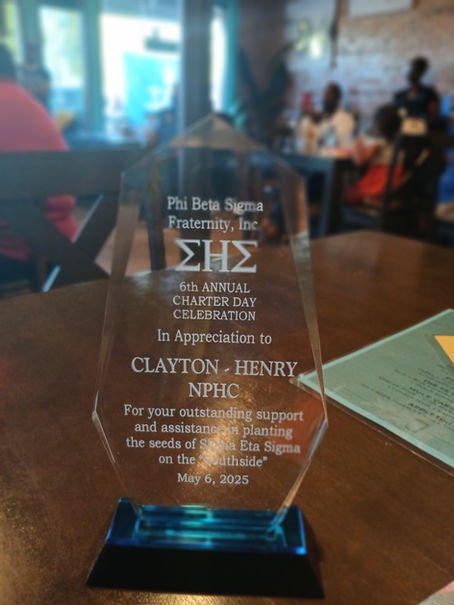 Phi Beta Sigma
Fraternity, Inc
ΣΗΣ
6th ANNUAL
CHARTER DAY
CELEBRATION
In Appreciation to
CLAYTON - HENRY
NPHC
For your outstanding support
and assistance in planting
the seeds of Sigma Eta Sigma
on the "Southside"
May 6, 2025